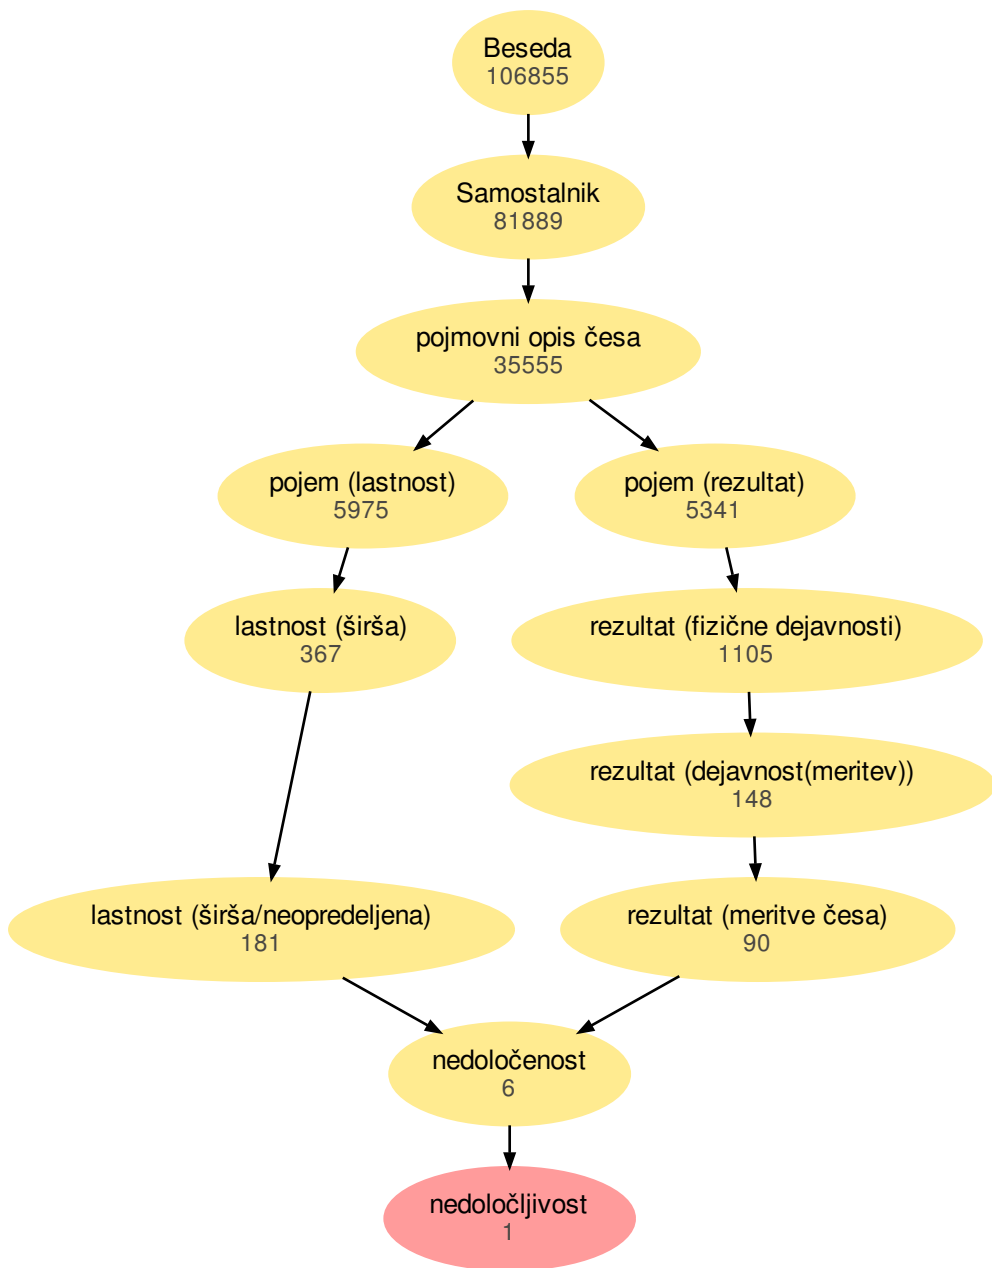 Beseda
106855
Samostalnik
81889
pojmovni opis česa
35555
pojem (lastnost)
5975
pojem (rezultat)
5341
lastnost (širša)
367
rezultat (fizične dejavnosti)
1105
rezultat (dejavnost(meritev))
148
lastnost (širša/neopredeljena)
181
rezultat (meritve česa)
90
nedoločenost
6
nedoločljivost
1